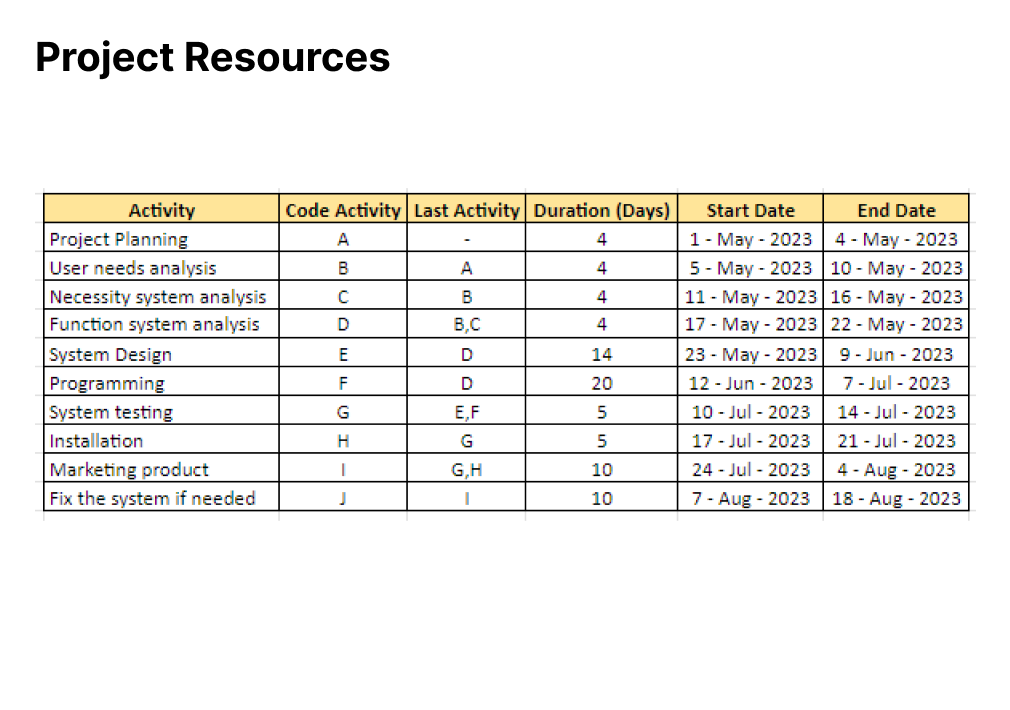 Project Resources
Activity Code Activity Last Activity Duration (Days) Start Date End Date
Project Planning A - 4 1 - May - 2023 4 - May - 2023
User needs analysis B A 4 5 - May - 2023 10 - May - 2023
Necessity system analysis C B 4 11 - May - 2023 16 - May - 2023
Function system analysis D B,C 4 17 - May - 2023 22 - May - 2023
System Design E D 14 23 - May - 2023 9 - Jun - 2023
Programming F D 20 12 - Jun - 2023 7 - Jul - 2023
System testing G E,F 5 10 - Jul - 2023 14 - Jul - 2023
Installation H G 5 17 - Jul - 2023 21 - Jul - 2023
Marketing product I G,H 10 24 - Jul - 2023 4 - Aug - 2023
Fix the system if needed J I 10 7 - Aug - 2023 18 - Aug - 2023